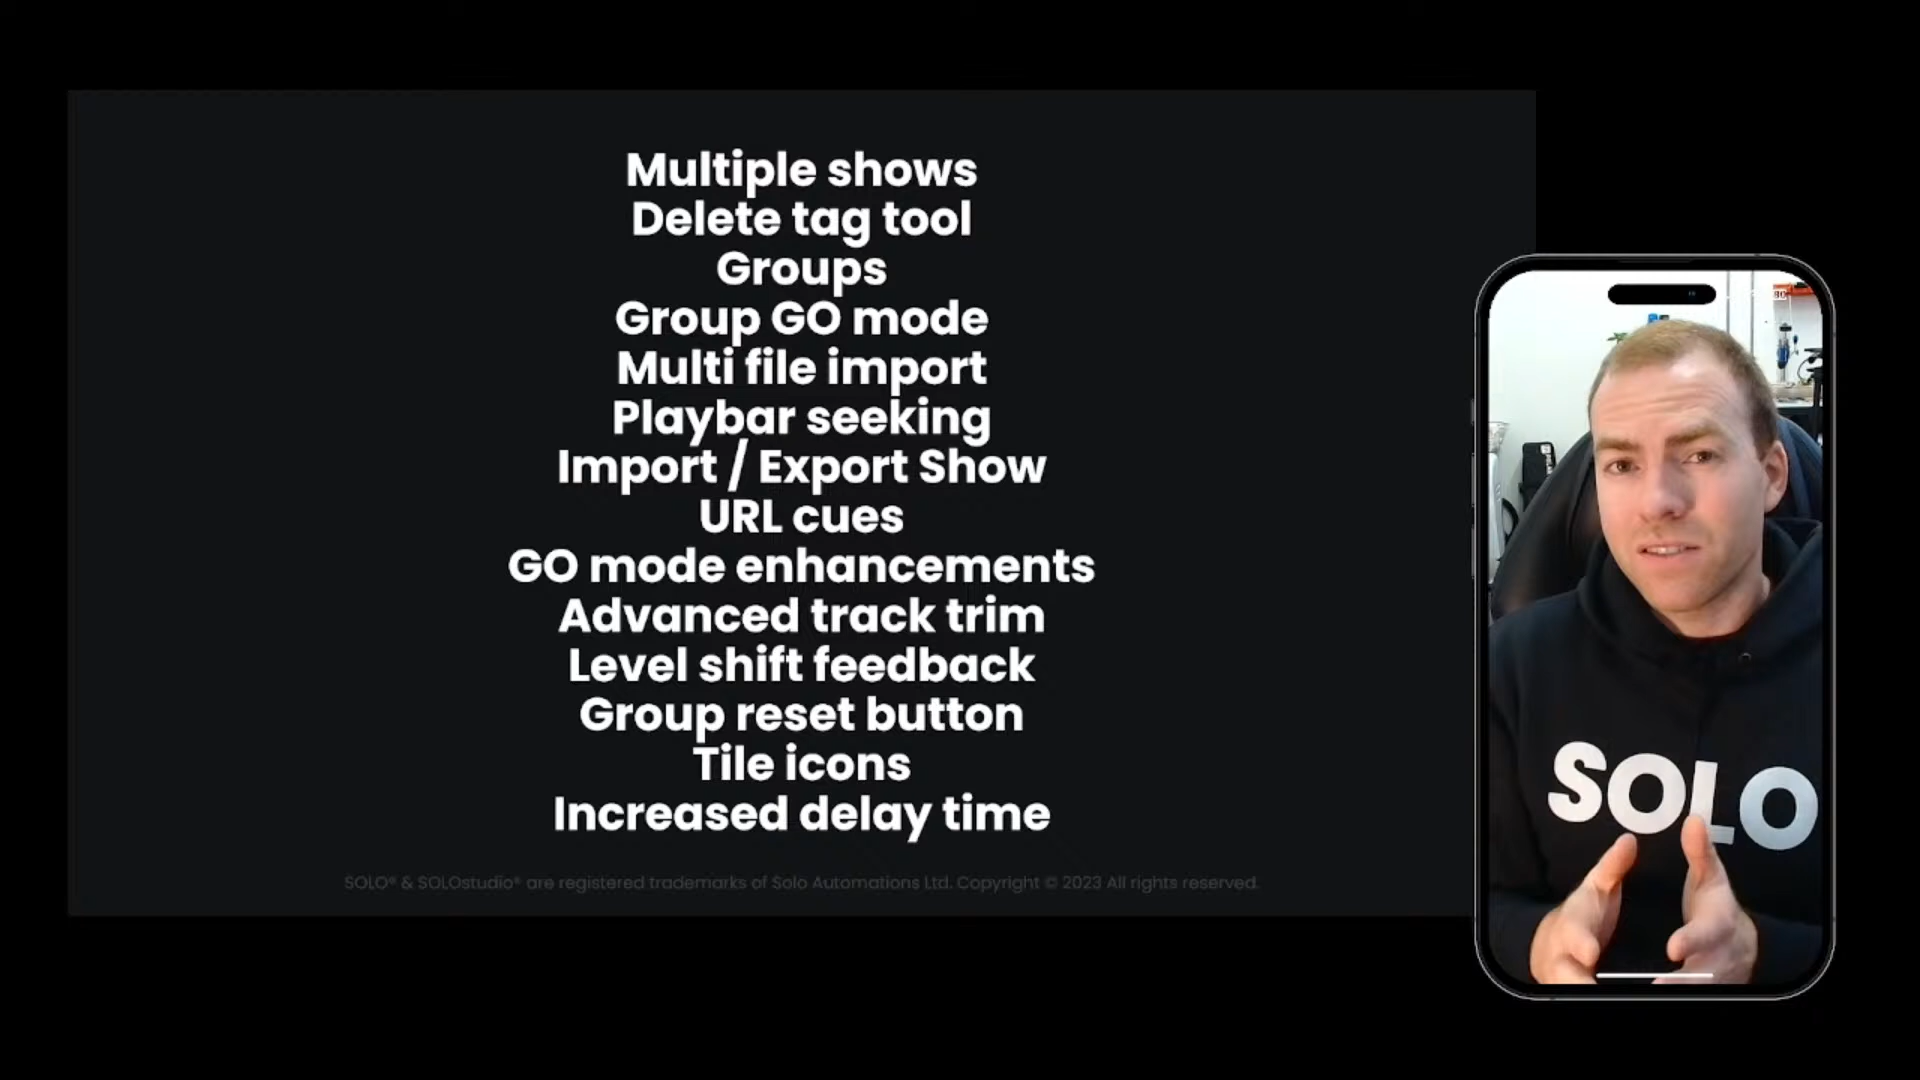 Multiple shows
Delete tag tool
Groups
Group GO mode
Multi file import
Playbar seeking
Import / Export Show
URL cues
GO mode enhancements
Advanced track trim
Level shift feedback
Group reset button
Tile icons
Increased delay time
SOLO® & SOLOstudio® are registered trademarks of Solo Automations Ltd. Copyright © 2023 All rights reserved.
SOLO